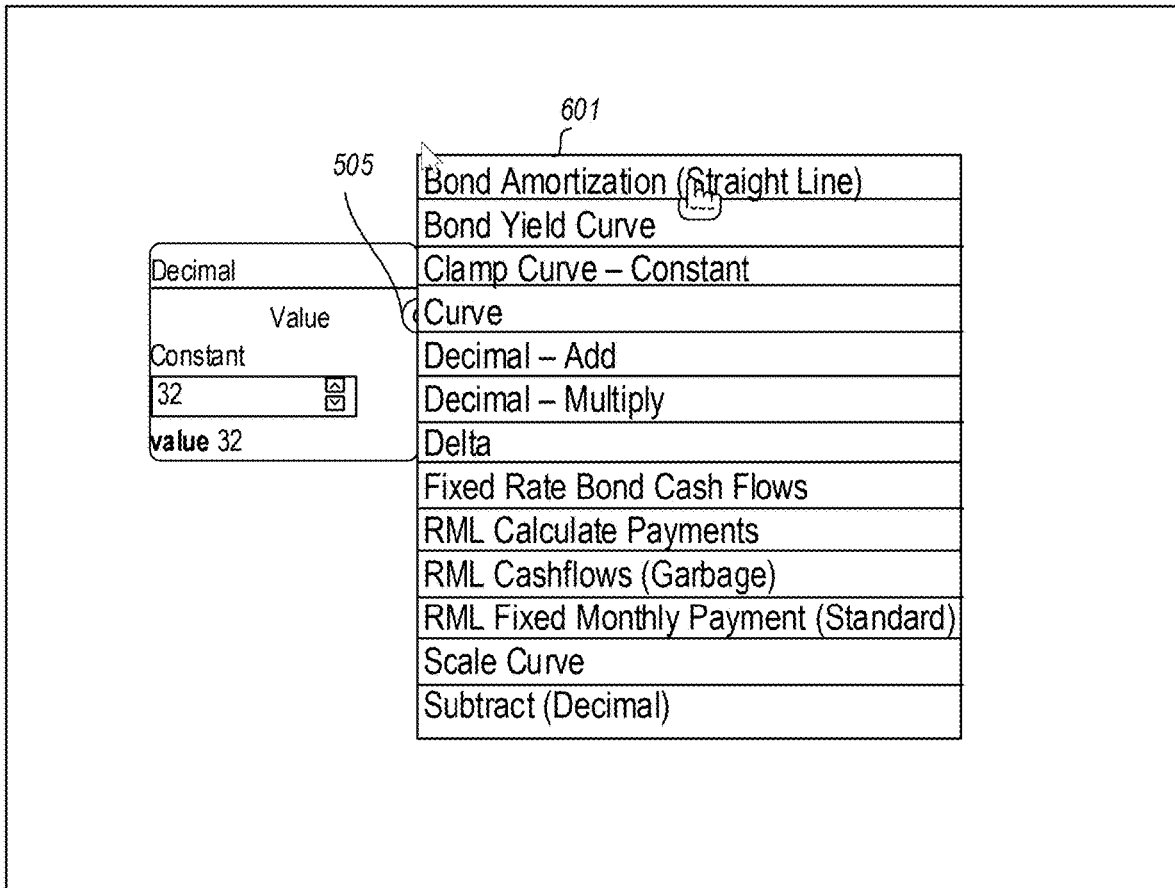 601
505
Bond Amortization (Straight Line)
Bond Yield Curve
Decimal
Clamp Curve – Constant
Value
Curve
Constant
Decimal – Add
32
Decimal – Multiply
value 32
Delta
Fixed Rate Bond Cash Flows
RML Calculate Payments
RML Cashflows (Garbage)
RML Fixed Monthly Payment (Standard)
Scale Curve
Subtract (Decimal)